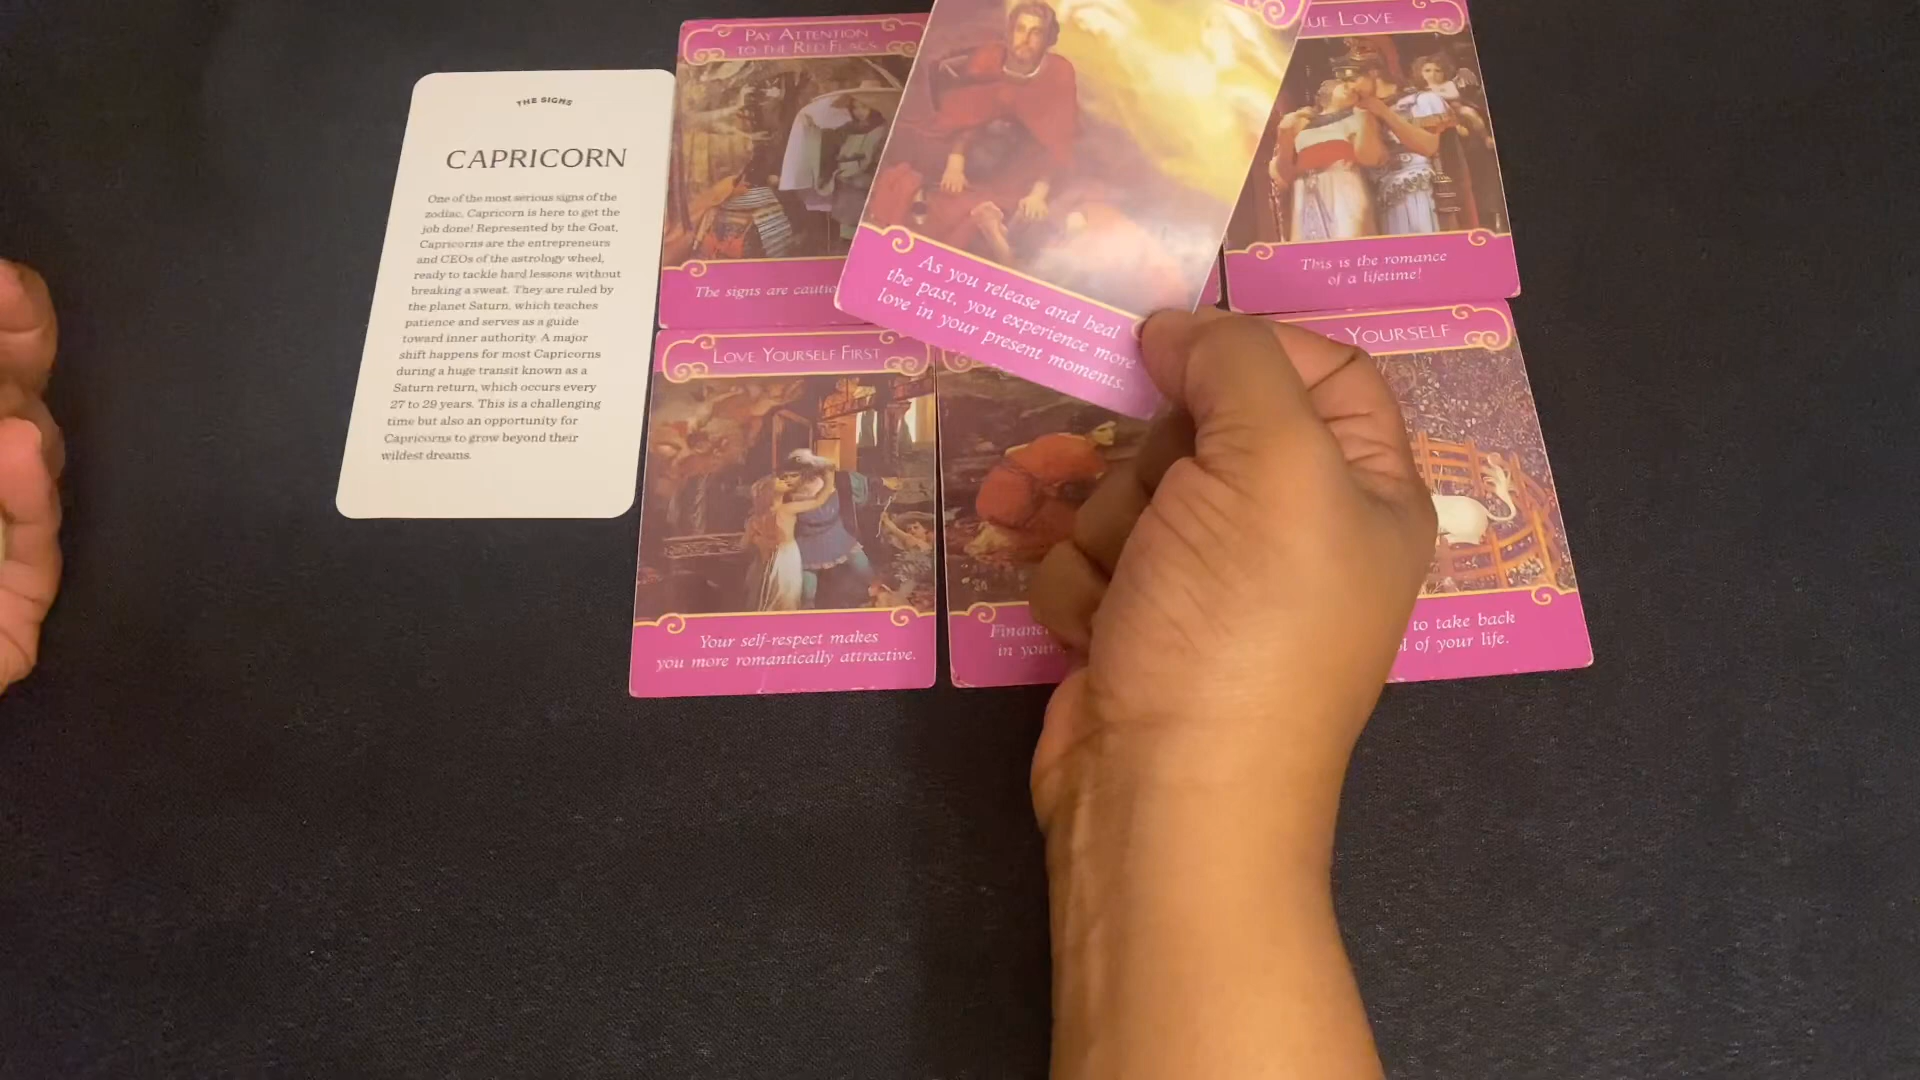 THE SIGNS
CAPRICORN
One of the most serious signs of the
zodiac, Capricorn is here to get the
job done! Represented by the Goat,
Capricorns are the entrepreneurs
and CEOs of the astrology wheel,
ready to tackle hard lessons without
breaking a sweat. They are ruled by
the planet Saturn, which teaches
patience and serves as a guide
toward inner authority. A major
shift happens for most Capricorns
during a huge transit known as a
Saturn return, which occurs every
27 to 29 years. This is a challenging
time but also an opportunity for
Capricorns to grow beyond their
wildest dreams.
PAY ATTENTION
TO THE RED FLAGS
The signs are
As you release and heal
the past, you experience more
love in your present moments.
LOVE
This is the romance
of a lifetime!
LOVE YOURSELF FIRST
Your self-respect makes
you more romantically attractive.
in your
YOURSELF
to take back
of your life.